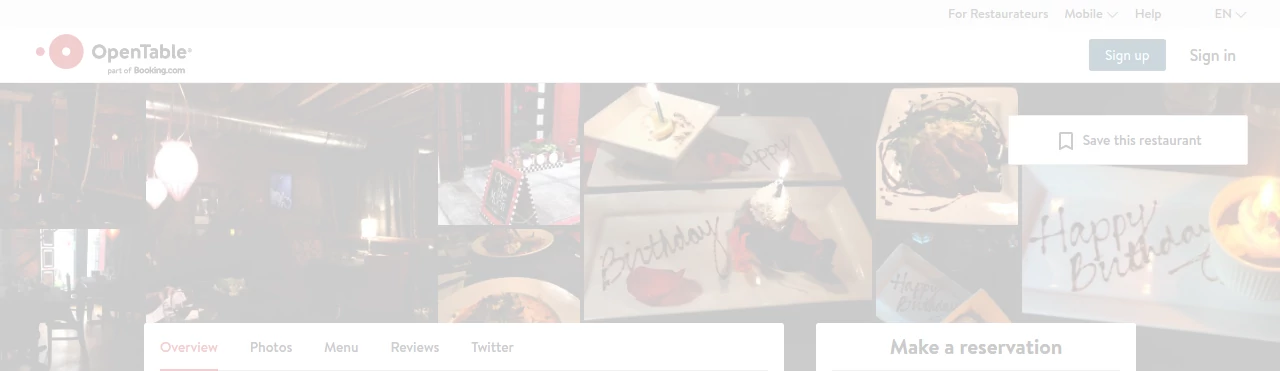 For Restaurateurs Mobile Help EN
OpenTable®
part of Booking.com
Sign up Sign in
Save this restaurant
happy
Birthday
Happy
Birthday
Happy
Birthday
Overview Photos Menu Reviews Twitter
Make a reservation